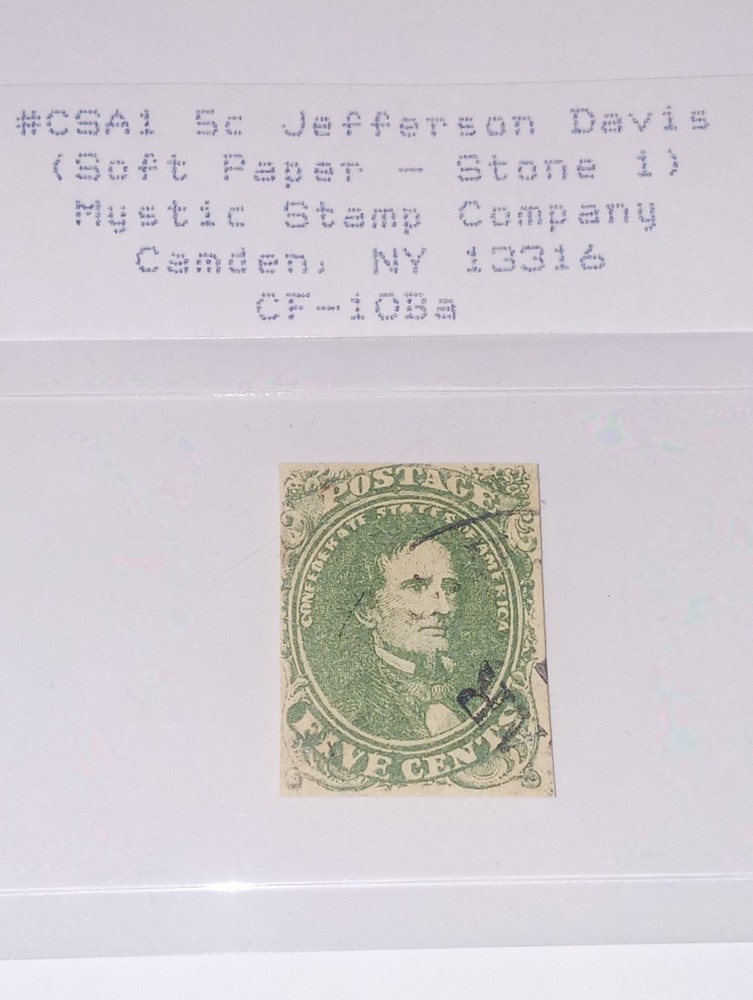 #CSA1 5c Jefferson Davis
(Soft Paper - Stone 1)
Mystic Stamp Company
Camden, NY 13316
CF-10Ba
POSTAGE
CONFEDERATE STATES OF AMERICA
FIVE CENTS